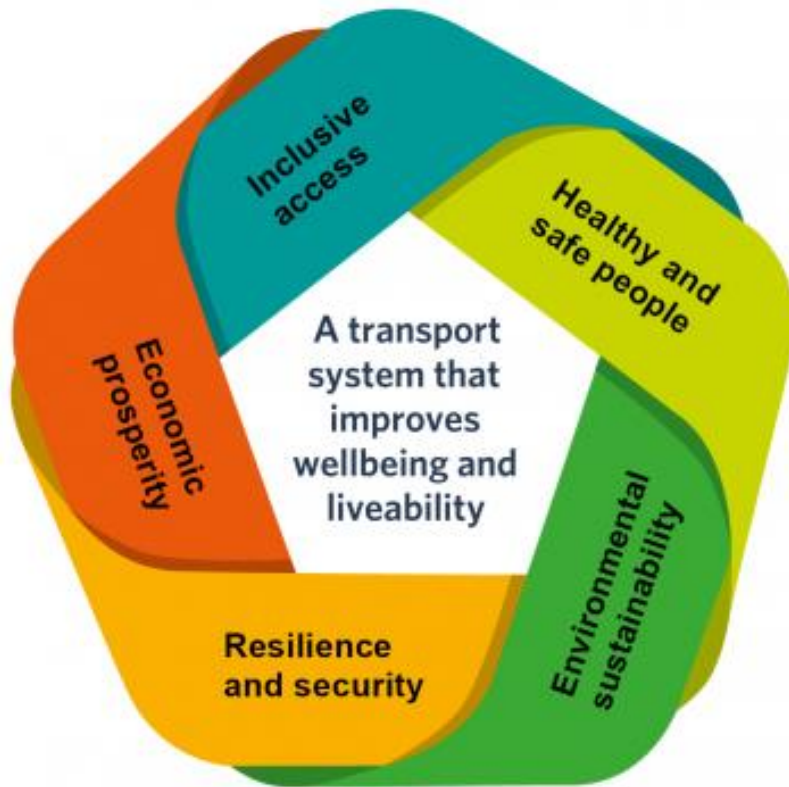 Inclusive
access
Healthy and
safe people
A transport
system that
improves
wellbeing and
liveability
Economic
prosperity
Environmental
sustainability
Resilience
and security